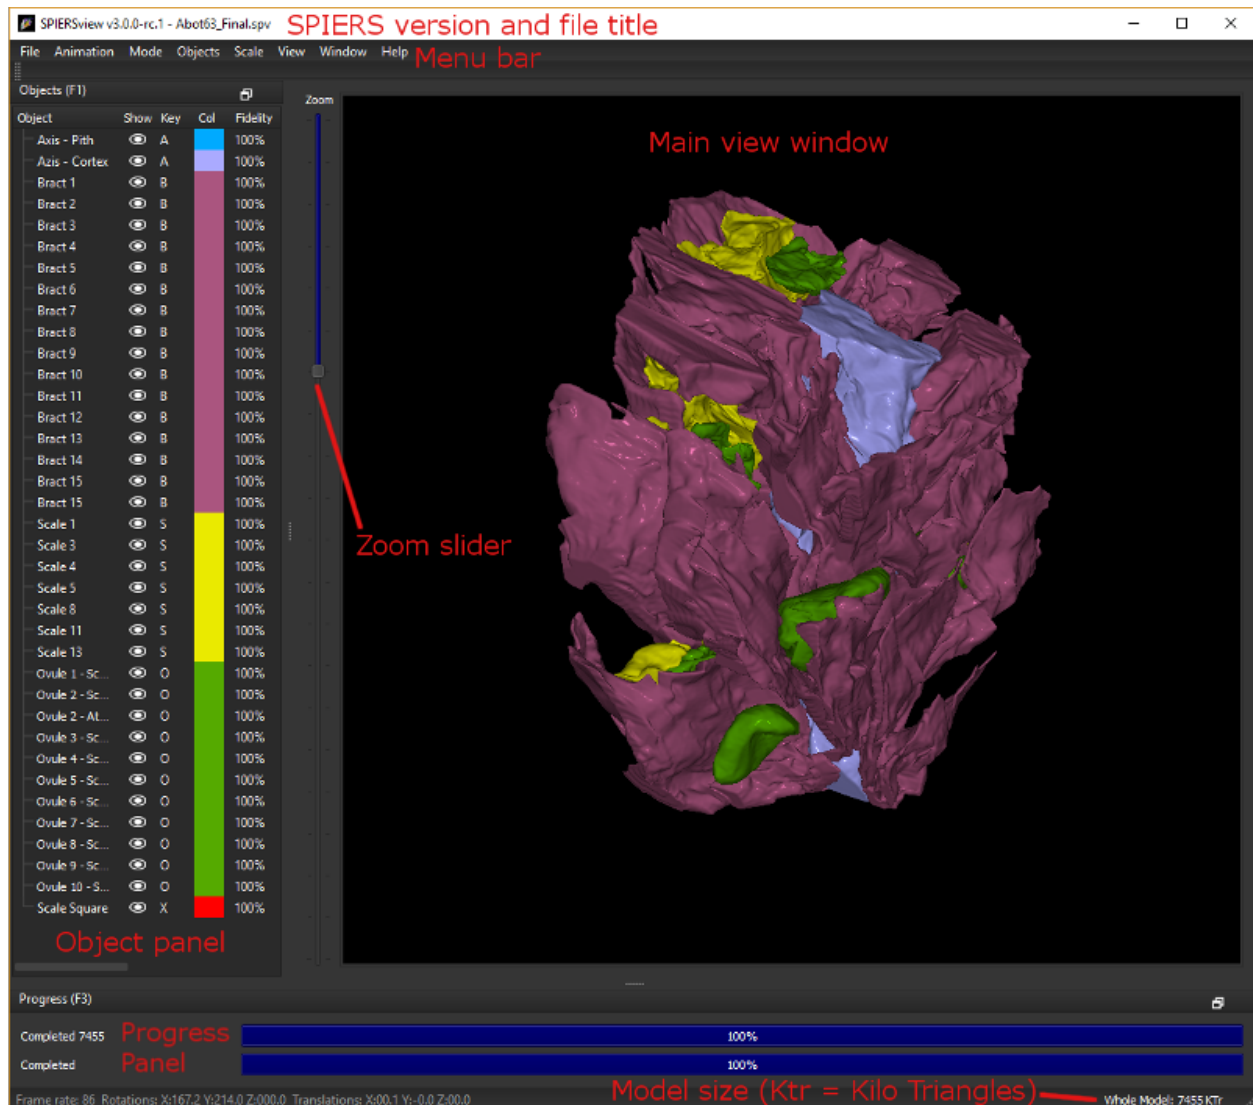 SPIERSview v3.0.0-rc.1 - Abot63_Final.spv SPIERS version and file title
File Animation Mode Objects Scale View Window Help Menu bar
Objects (F1)
Zoom
Object Show Key Col Fidelity
Main view window
Axis - Pith A 100%
Azis - Cortex A 100%
Bract 1 B 100%
Bract 2 B 100%
Bract 3 B 100%
Bract 4 B 100%
Bract 5 B 100%
Bract 6 B 100%
Bract 7 B 100%
Bract 8 B 100%
Bract 9 B 100%
Bract 10 B 100%
Bract 11 B 100%
Bract 12 B 100%
Bract 13 B 100%
Bract 14 B 100%
Bract 15 B 100%
Bract 15 B 100%
Scale 1 S 100%
Scale 3 S 100%
Zoom slider
Scale 4 S 100%
Scale 5 S 100%
Scale 8 S 100%
Scale 11 S 100%
Scale 13 S 100%
Ovule 1 - Sc... O 100%
Ovule 2 - Sc... O 100%
Ovule 2 - At... O 100%
Ovule 3 - Sc... O 100%
Ovule 4 - Sc... O 100%
Ovule 5 - Sc... O 100%
Ovule 6 - Sc... O 100%
Ovule 7 - Sc... O 100%
Ovule 8 - Sc... O 100%
Ovule 9 - Sc... O 100%
Ovule 10 - S... O 100%
Scale Square X 100%
Object panel
Progress (F3)
Completed 7455 Progress 100%
Completed Panel 100%
Model size (Ktr = Kilo Triangles)
Frame rate: 86 Rotations: X:167.2 Y:214.0 Z:000.0 Translations: X:00.1 Y:-0.0 Z:00.0 Whole Model: 7455 KTr